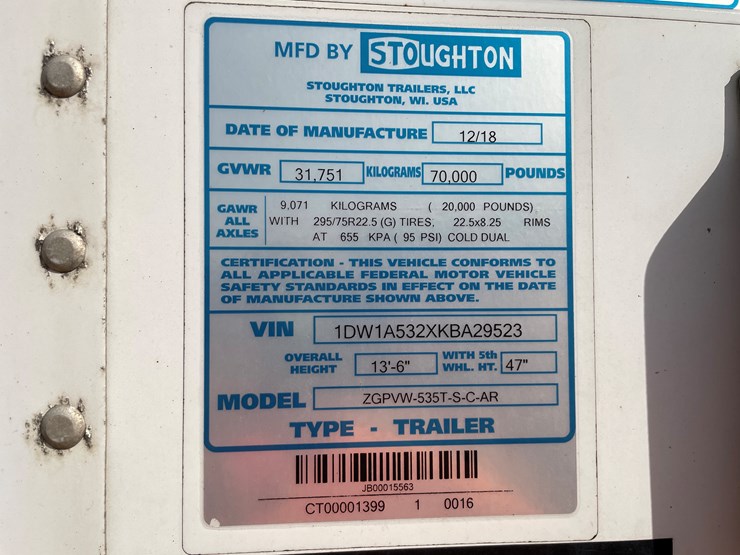 MFD BY STOUGHTON
STOUGHTON TRAILERS, LLC
STOUGHTON, WI. USA
DATE OF MANUFACTURE 12/18
GVWR 31,751 KILOGRAMS 70,000 POUNDS
GAWR ALL AXLES
9,071 KILOGRAMS ( 20,000 POUNDS)
WITH 295/75R22.5 (G) TIRES, 22.5x8.25 RIMS
AT 655 KPA ( 95 PSI) COLD DUAL
CERTIFICATION - THIS VEHICLE CONFORMS TO
ALL APPLICABLE FEDERAL MOTOR VEHICLE
SAFETY STANDARDS IN EFFECT ON THE DATE
OF MANUFACTURE SHOWN ABOVE.
VIN 1DW1A532XKBA29523
OVERALL HEIGHT 13'-6" WITH 5th WHL. HT. 47"
MODEL ZGPVW-535T-S-C-AR
TYPE - TRAILER
JB00015563
CT00001399 1 0016